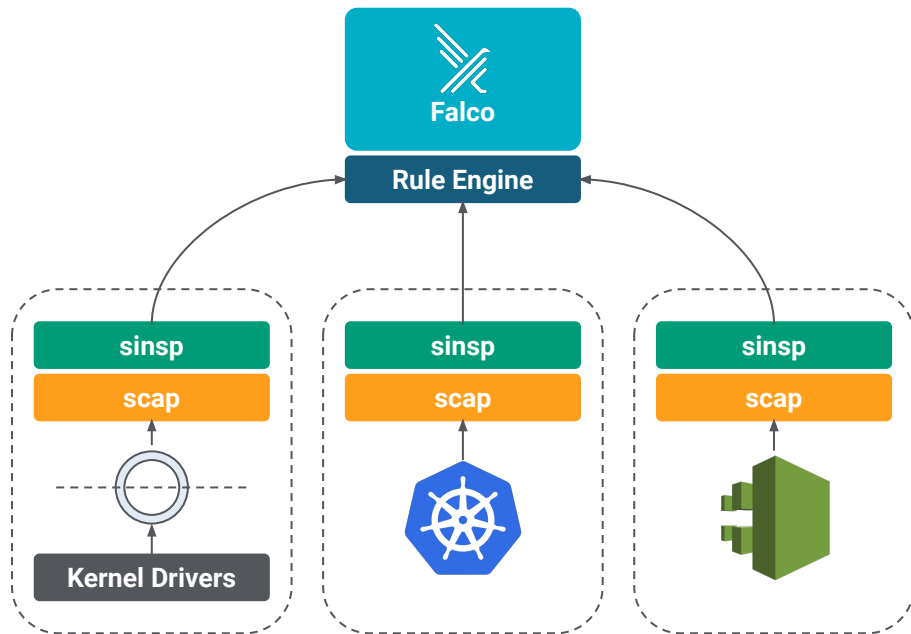 Falco
Rule Engine
sinsp
scap
Kernel Drivers
sinsp
scap
sinsp
scap